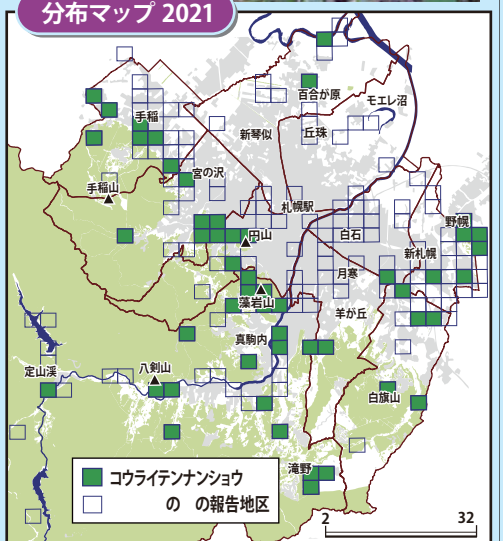 分布マップ 2021
百合が原
手稲
モエレ沼
新琴似
丘珠
宮の沢
手稲山
札幌駅
野幌
円山
白石
新札幌
月寒
藻岩山
羊が丘
真駒内
定山渓
八剣山
白旗山
滝野
コウライテンナンショウ
の の報告地区
2 32